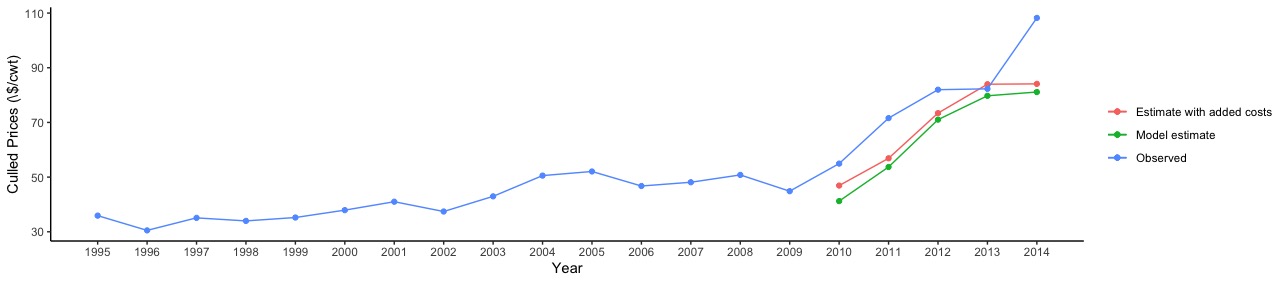 Culled Prices (\$/cwt)
110
90
70
50
30
1995 1996 1997 1998 1999 2000 2001 2002 2003 2004 2005 2006 2007 2008 2009 2010 2011 2012 2013 2014
Year
Estimate with added costs
Model estimate
Observed